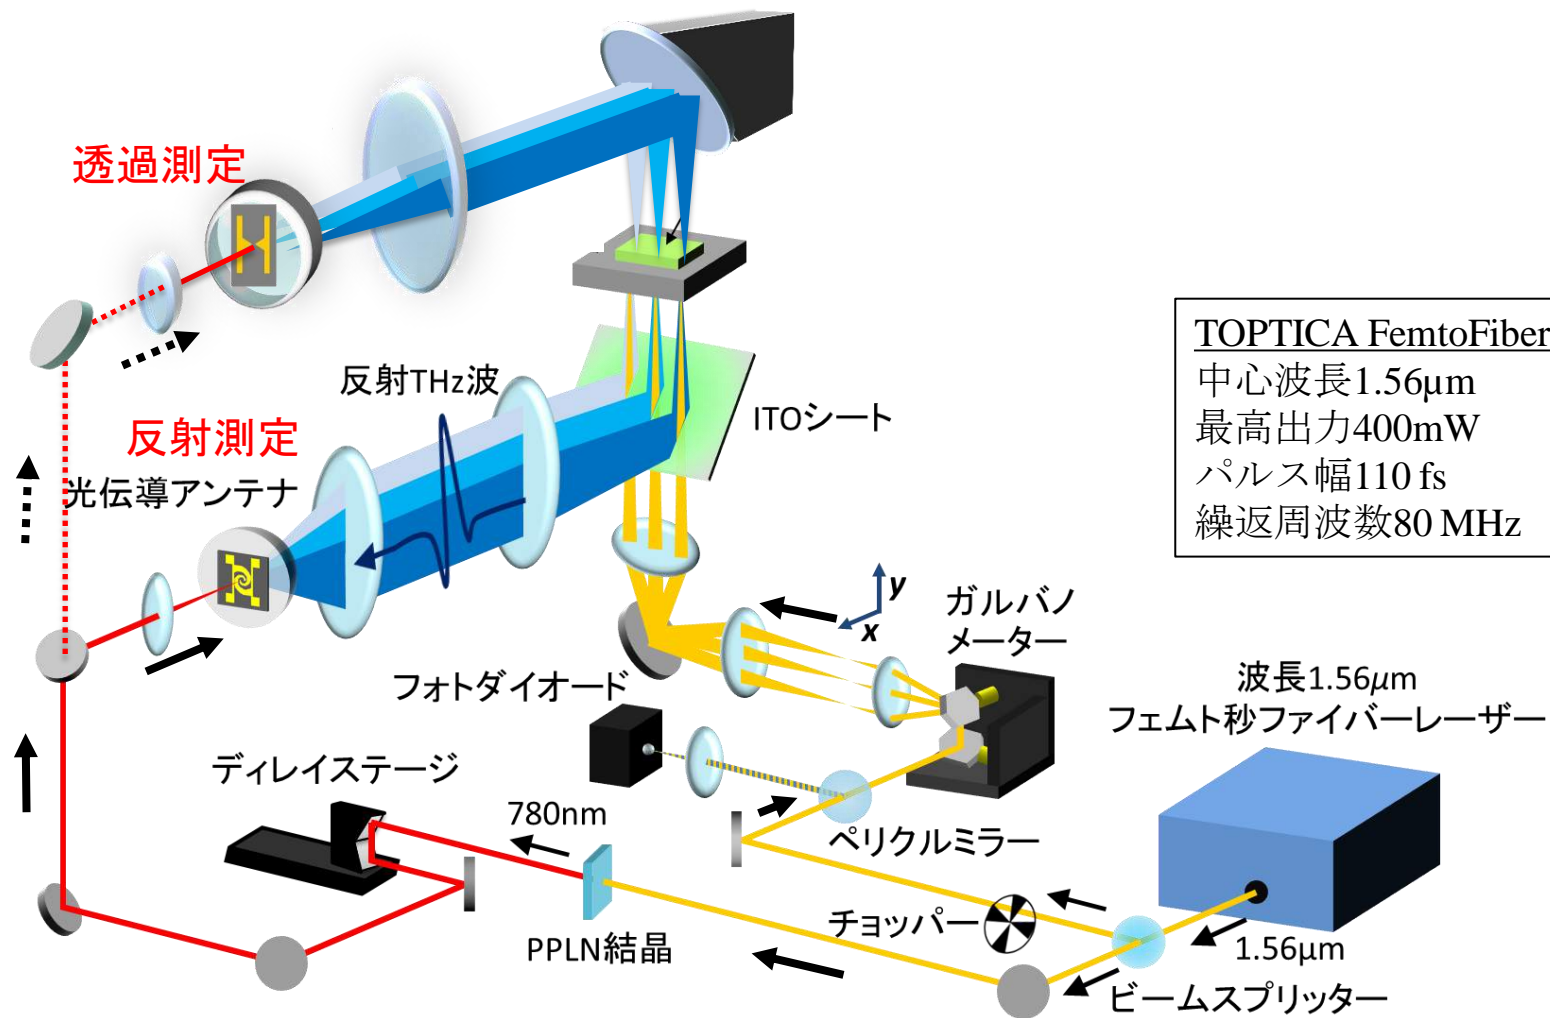 透過測定
反射THz波
反射測定
光伝導アンテナ
ITOシート
TOPTICA FemtoFiber
中心波長1.56μm
最高出力400mW
パルス幅110 fs
繰返周波数80 MHz
y
x
ガルバノ
メーター
フォトダイオード
波長1.56μm
フェムト秒ファイバーレーザー
ディレイステージ
780nm
ペリクルミラー
チョッパー
PPLN結晶
1.56μm
ビームスプリッター